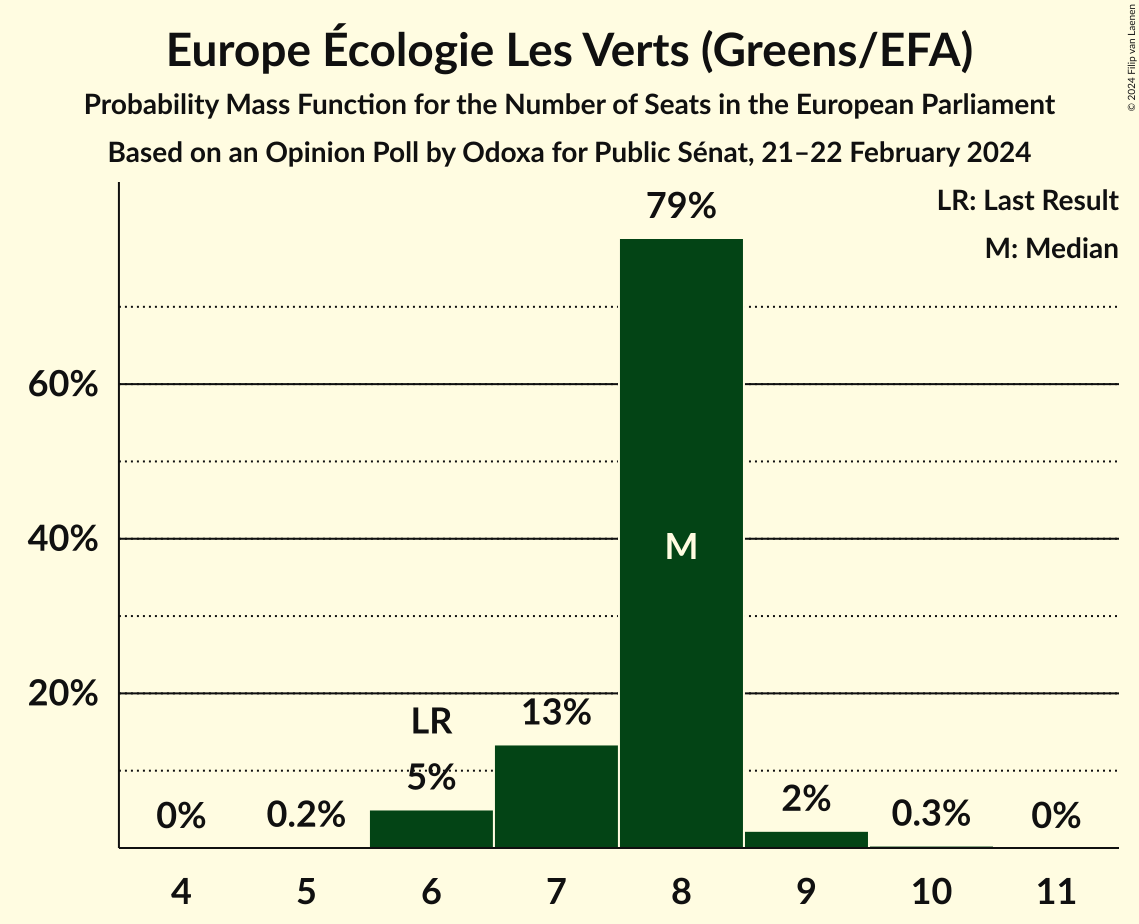 Europe Écologie Les Verts (Greens/EFA)
Probability Mass Function for the Number of Seats in the European Parliament
Based on an Opinion Poll by Odoxa for Public Sénat, 21–22 February 2024
© 2024 Filip van Laenen
LR: Last Result
M: Median
79%
60%
40%
M
20%
LR
13%
5%
0%
0.2%
2%
0.3%
0%
4 5 6 7 8 9 10 11